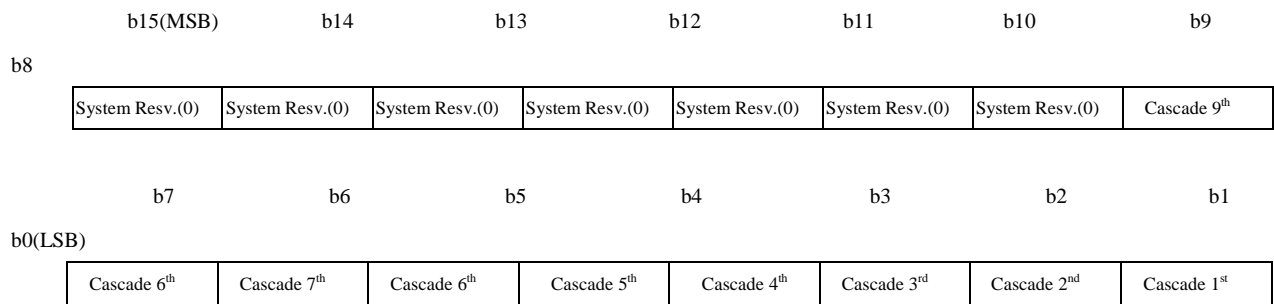 b15(MSB) b14 b13 b12 b11 b10 b9
b8
System Resv.(0) System Resv.(0) System Resv.(0) System Resv.(0) System Resv.(0) System Resv.(0) System Resv.(0) Cascade 9th
b7 b6 b5 b4 b3 b2 b1
b0(LSB)
Cascade 6th Cascade 7th Cascade 6th Cascade 5th Cascade 4th Cascade 3rd Cascade 2nd Cascade 1st